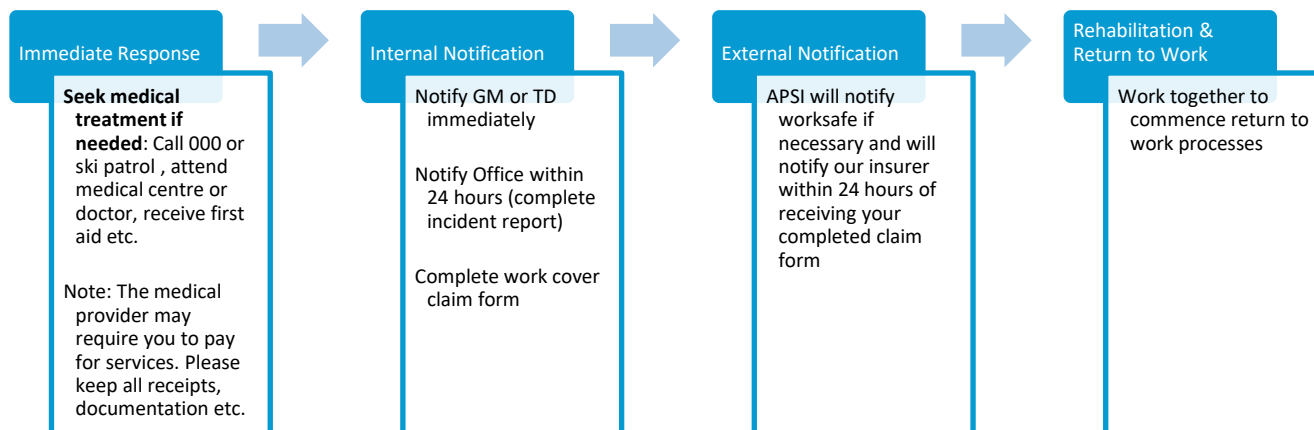 Immediate Response
Seek medical
treatment if
needed: Call 000 or
ski patrol , attend
medical centre or
doctor, receive first
aid etc.
Note: The medical
provider may
require you to pay
for services. Please
keep all receipts,
documentation etc.
Internal Notification
Notify GM or TD
immediately
Notify Office within
24 hours (complete
incident report)
Complete work cover
claim form
External Notification
APSI will notify
worksafe if
necessary and will
notify our insurer
within 24 hours of
receiving your
completed claim
form
Rehabilitation &
Return to Work
Work together to
commence return to
work processes